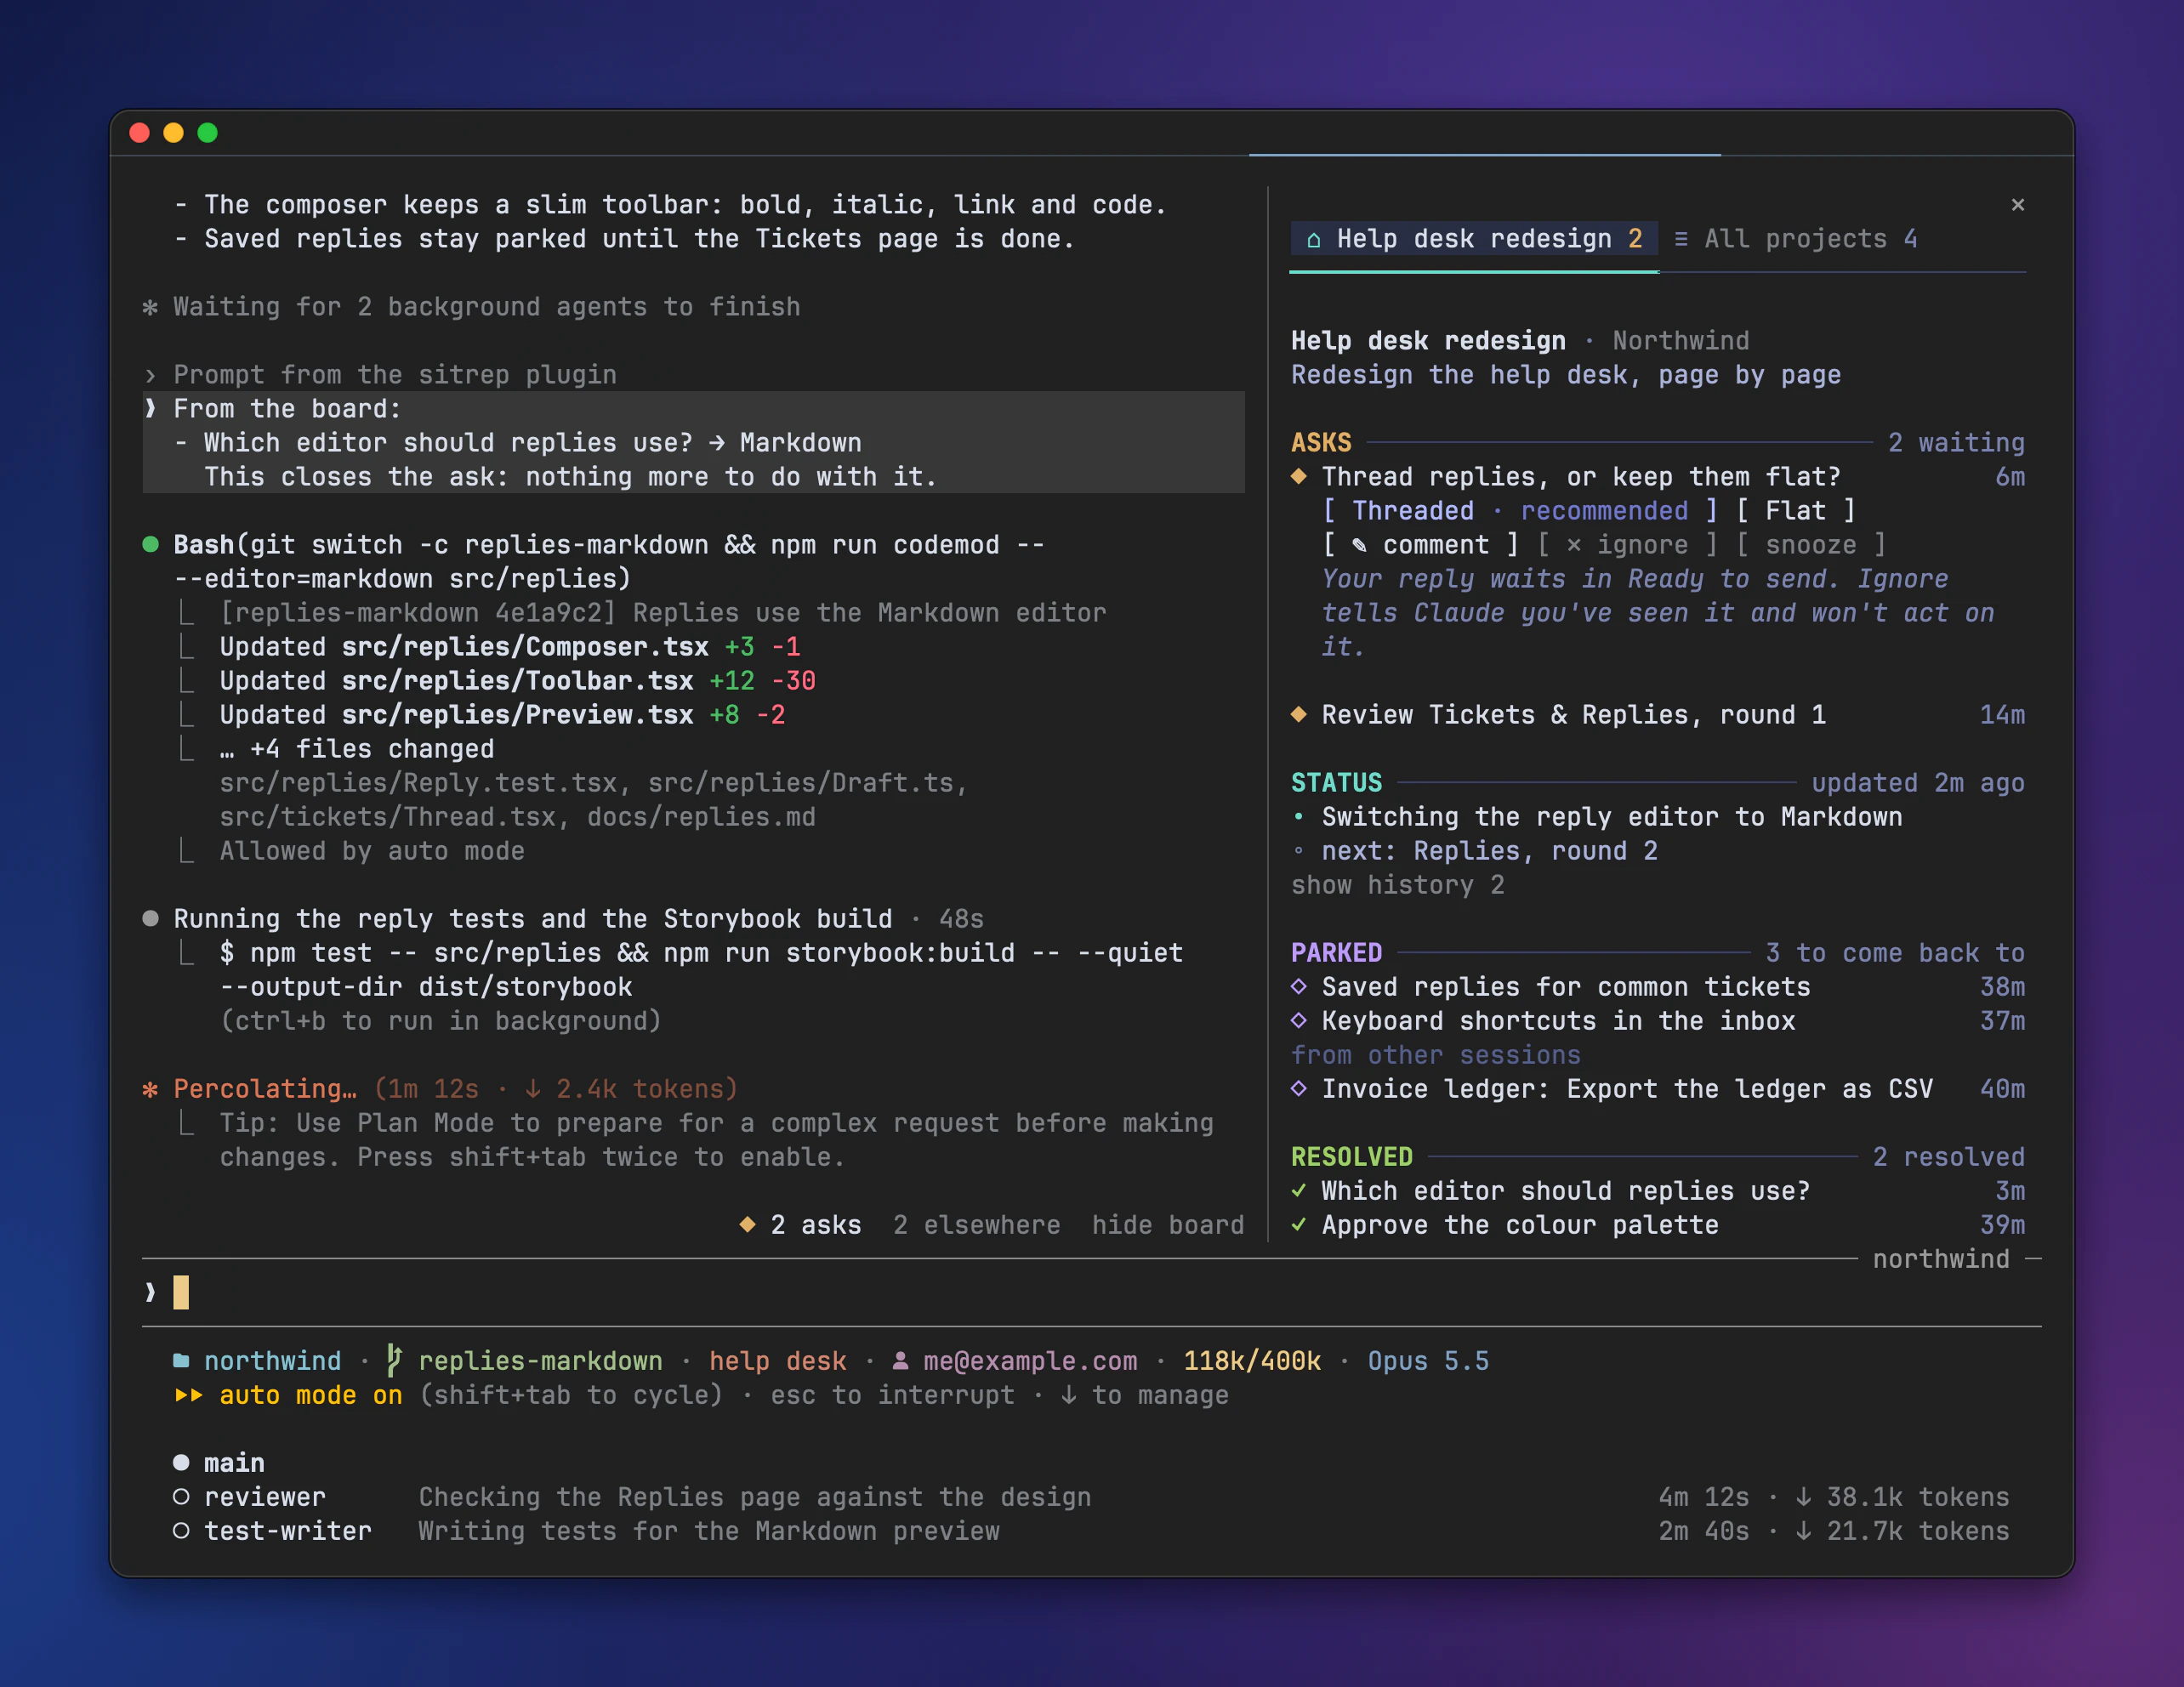 - The composer keeps a slim toolbar: bold, italic, link and code.
- Saved replies stay parked until the Tickets page is done.
✻ Waiting for 2 background agents to finish
› Prompt from the sitrep plugin
❯ From the board:
- Which editor should replies use? → Markdown
This closes the ask: nothing more to do with it.
● Bash(git switch -c replies-markdown && npm run codemod --
--editor=markdown src/replies)
⎿ [replies-markdown 4e1a9c2] Replies use the Markdown editor
⎿ Updated src/replies/Composer.tsx +3 -1
⎿ Updated src/replies/Toolbar.tsx +12 -30
⎿ Updated src/replies/Preview.tsx +8 -2
⎿ … +4 files changed
src/replies/Reply.test.tsx, src/replies/Draft.ts,
src/tickets/Thread.tsx, docs/replies.md
⎿ Allowed by auto mode
● Running the reply tests and the Storybook build · 48s
⎿ $ npm test -- src/replies && npm run storybook:build -- --quiet
--output-dir dist/storybook
(ctrl+b to run in background)
✻ Percolating… (1m 12s · ↓ 2.4k tokens)
⎿ Tip: Use Plan Mode to prepare for a complex request before making
changes. Press shift+tab twice to enable.
◆ 2 asks 2 elsewhere hide board
×
⌂ Help desk redesign 2 ≡ All projects 4
Help desk redesign · Northwind
Redesign the help desk, page by page
ASKS 2 waiting
◆ Thread replies, or keep them flat? 6m
[ Threaded · recommended ] [ Flat ]
[ ✎ comment ] [ × ignore ] [ snooze ]
Your reply waits in Ready to send. Ignore
tells Claude you've seen it and won't act on
it.
◆ Review Tickets & Replies, round 1 14m
STATUS updated 2m ago
• Switching the reply editor to Markdown
◦ next: Replies, round 2
show history 2
PARKED 3 to come back to
◇ Saved replies for common tickets 38m
◇ Keyboard shortcuts in the inbox 37m
from other sessions
◇ Invoice ledger: Export the ledger as CSV 40m
RESOLVED 2 resolved
✓ Which editor should replies use? 3m
✓ Approve the colour palette 39m
northwind
❯
northwind · replies-markdown · help desk · me@example.com · 118k/400k · Opus 5.5
▶▶ auto mode on (shift+tab to cycle) · esc to interrupt · ↓ to manage
● main
○ reviewer Checking the Replies page against the design 4m 12s · ↓ 38.1k tokens
○ test-writer Writing tests for the Markdown preview 2m 40s · ↓ 21.7k tokens